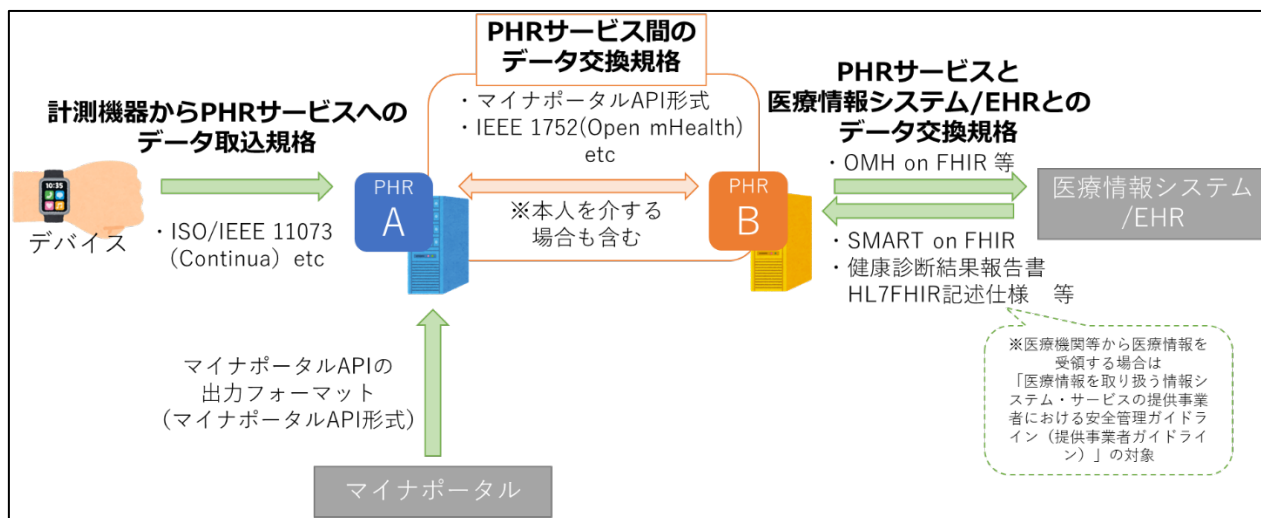 PHRサービス間の
データ交換規格
・マイナポータルAPI形式
・IEEE 1752(Open mHealth)
etc
計測機器からPHRサービスへの
データ取込規格
PHRサービスと
医療情報システム/EHRとの
データ交換規格
10:35
デバイス
・ISO/IEEE 11073
(Continua) etc
PHR
A
※本人を介する
場合も含む
PHR
B
・OMH on FHIR 等
医療情報システム
/EHR
・SMART on FHIR
・健康診断結果報告書
HL7FHIR記述仕様 等
※医療機関等から医療情報を
受領する場合は
「医療情報を取り扱う情報シ
ステム・サービスの提供事業
者における安全管理ガイドラ
イン（提供事業者ガイドライ
ン）」の対象
マイナポータルAPIの
出力フォーマット
(マイナポータルAPI形式)
マイナポータル